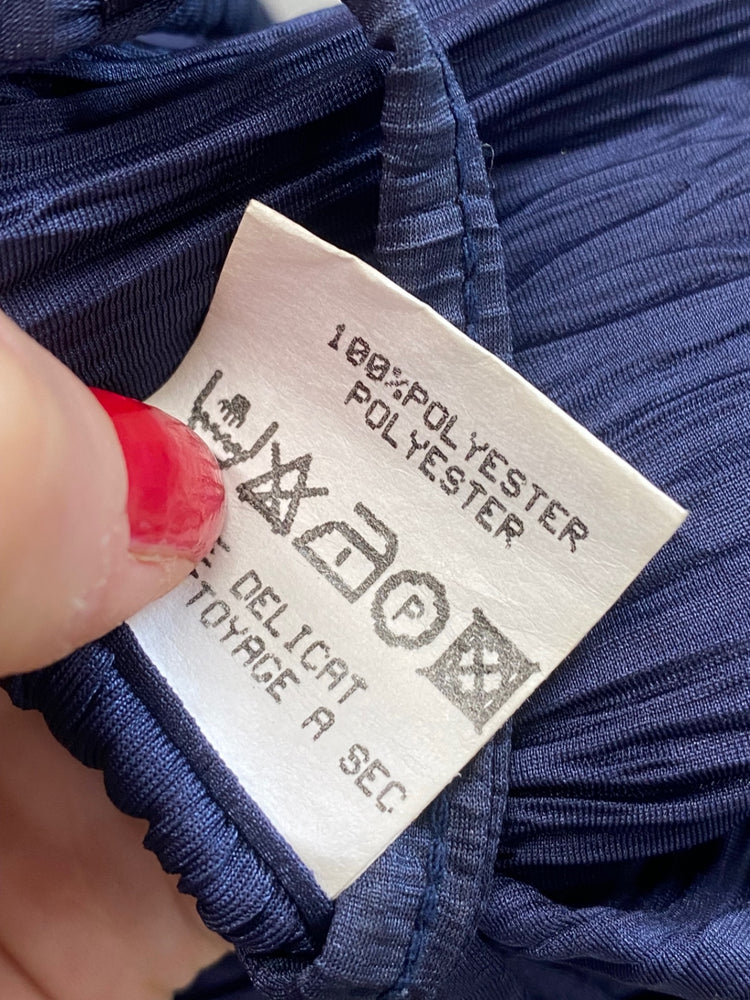 100%POLYESTER
POLYESTER
P
DELICAT
TOYAGE A SEC